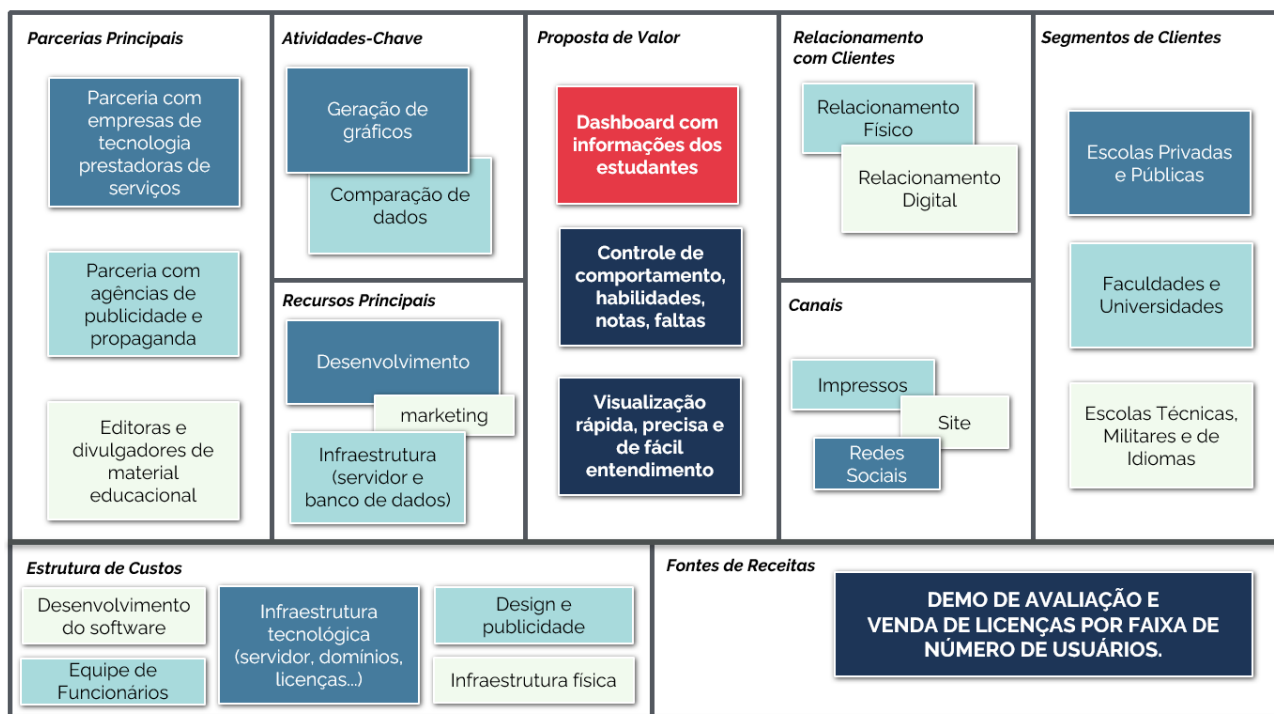 Parcerias Principais
Parceria com
empresas de
tecnologia
prestadoras de
serviços
Parceria com
agências de
publicidade e
propaganda
Editoras e
divulgadores de
material
educacional
Atividades-Chave
Geração de
gráficos
Comparação de
dados
Recursos Principais
Desenvolvimento
marketing
Infraestrutura
(servidor e
banco de dados)
Proposta de Valor
Dashboard com
informações dos
estudantes
Controle de
comportamento,
habilidades,
notas, faltas
Visualização
rápida, precisa e
de fácil
entendimento
Relacionamento
com Clientes
Relacionamento
Físico
Relacionamento
Digital
Canais
Impressos
Site
Redes
Sociais
Segmentos de Clientes
Escolas Privadas
e Públicas
Faculdades e
Universidades
Escolas Técnicas,
Militares e de
Idiomas
Estrutura de Custos
Desenvolvimento
do software
Equipe de
Funcionários
Infraestrutura
tecnológica
(servidor, domínios,
licenças...)
Design e
publicidade
Infraestrutura física
Fontes de Receitas
DEMO DE AVALIAÇÃO E
VENDA DE LICENÇAS POR FAIXA DE
NÚMERO DE USUÁRIOS.